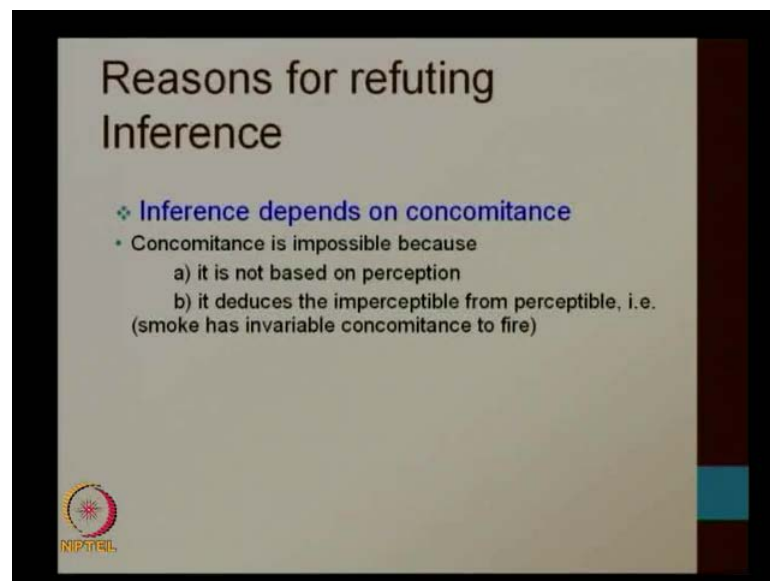 Reasons for refuting
Inference
❖ Inference depends on concomitance
• Concomitance is impossible because
a) it is not based on perception
b) it deduces the imperceptible from perceptible, i.e.
(smoke has invariable concomitance to fire)
NPTEL